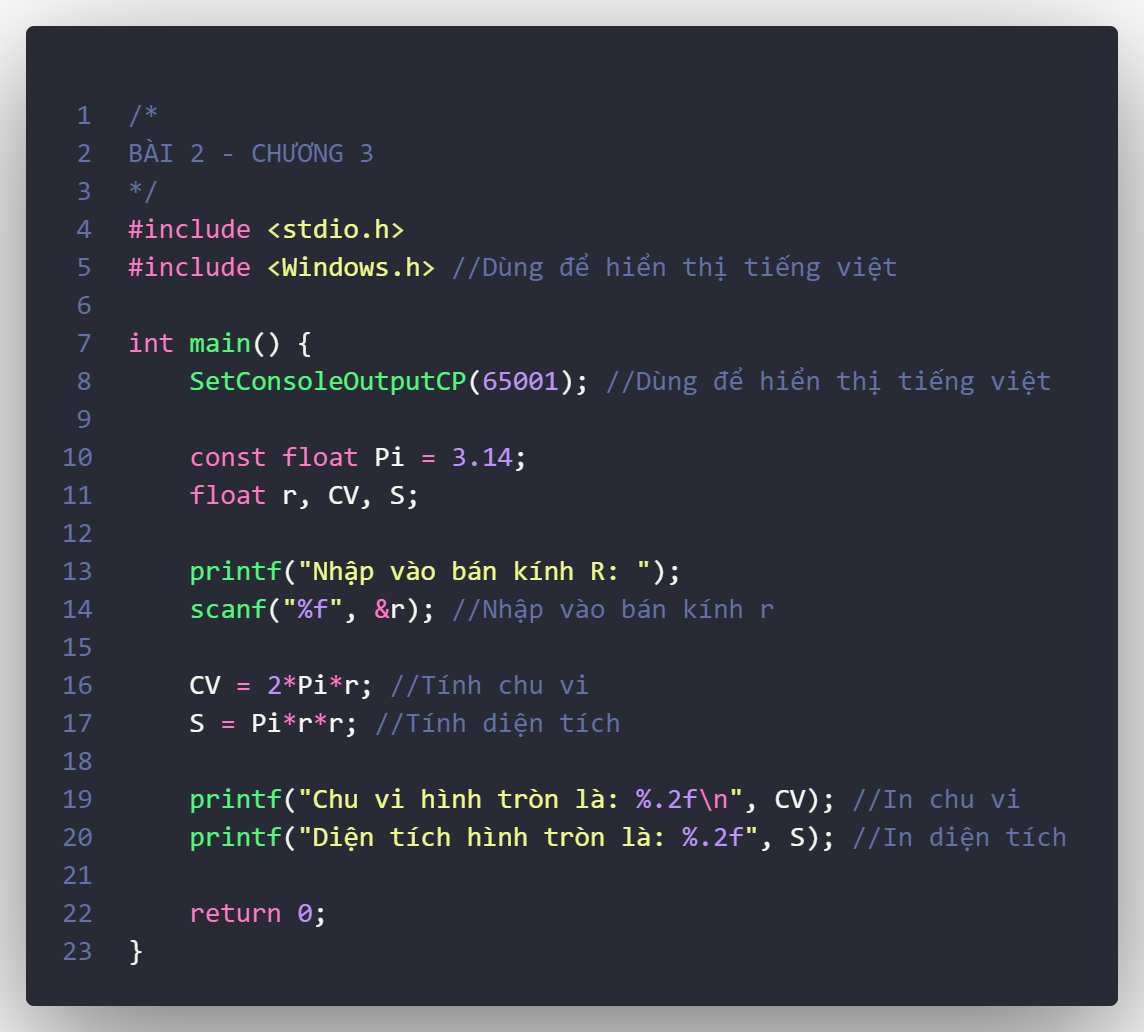 1 /*
2 BÀI 2 - CHƯƠNG 3
3 */
4 #include <stdio.h>
5 #include <Windows.h> //Dùng để hiển thị tiếng việt
6
7 int main() {
8     SetConsoleOutputCP(65001); //Dùng để hiển thị tiếng việt
9
10     const float Pi = 3.14;
11     float r, CV, S;
12
13     printf("Nhập vào bán kính R: ");
14     scanf("%f", &r); //Nhập vào bán kính r
15
16     CV = 2*Pi*r; //Tính chu vi
17     S = Pi*r*r; //Tính diện tích
18
19     printf("Chu vi hình tròn là: %.2f\n", CV); //In chu vi
20     printf("Diện tích hình tròn là: %.2f", S); //In diện tích
21
22     return 0;
23 }